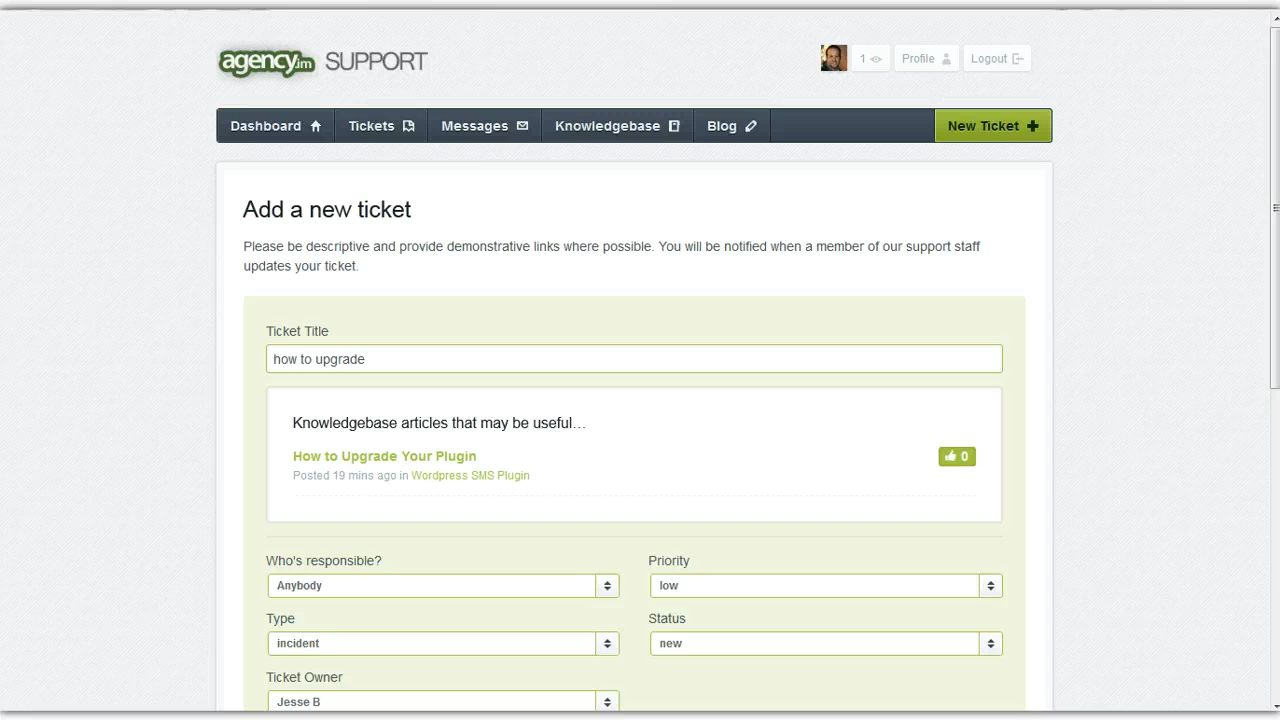 agency.im SUPPORT
1
Profile
Logout
Dashboard
Tickets
Messages
Knowledgebase
Blog
New Ticket
Add a new ticket
Please be descriptive and provide demonstrative links where possible. You will be notified when a member of our support staff
updates your ticket.
Ticket Title
how to upgrade
Knowledgebase articles that may be useful…
How to Upgrade Your Plugin
0
Posted 19 mins ago in Wordpress SMS Plugin
Who's responsible?
Priority
Anybody
low
Type
Status
incident
new
Ticket Owner
Jesse B